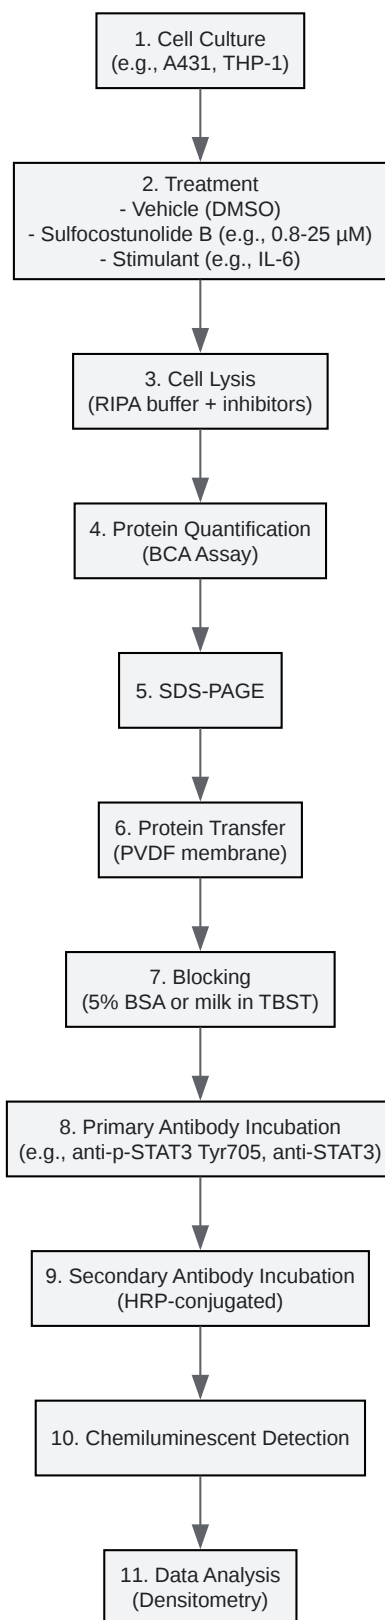 1. Cell Culture
(e.g., A431, THP-1)
2. Treatment
- Vehicle (DMSO)
- Sulfocostunolide B (e.g., 0.8-25 µM)
- Stimulant (e.g., IL-6)
3. Cell Lysis
(RIPA buffer + inhibitors)
4. Protein Quantification
(BCA Assay)
5. SDS-PAGE
6. Protein Transfer
(PVDF membrane)
7. Blocking
(5% BSA or milk in TBST)
8. Primary Antibody Incubation
(e.g., anti-p-STAT3 Tyr705, anti-STAT3)
9. Secondary Antibody Incubation
(HRP-conjugated)
10. Chemiluminescent Detection
11. Data Analysis
(Densitometry)